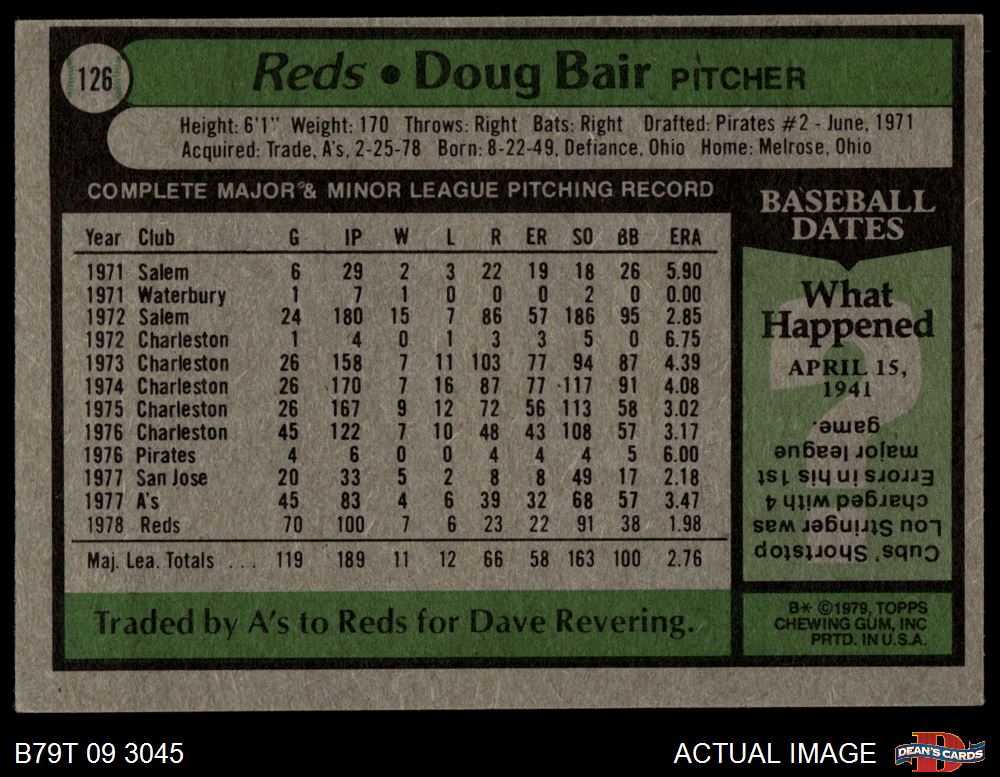 126
Reds • Doug Bair PITCHER
Height: 6'1" Weight: 170 Throws: Right Bats: Right Drafted: Pirates #2 - June, 1971
Acquired: Trade, A's, 2-25-78 Born: 8-22-49, Defiance, Ohio Home: Melrose, Ohio
COMPLETE MAJOR & MINOR LEAGUE PITCHING RECORD
Year Club G IP W L R ER SO BB ERA
1971 Salem 6 29 2 3 22 19 18 26 5.90
1971 Waterbury 1 7 1 0 0 0 2 0 0.00
1972 Salem 24 180 15 7 86 57 186 95 2.85
1972 Charleston 1 4 0 1 3 3 5 0 6.75
1973 Charleston 26 158 7 11 103 77 94 87 4.39
1974 Charleston 26 170 7 16 87 77 117 91 4.08
1975 Charleston 26 167 9 12 72 56 113 58 3.02
1976 Charleston 45 122 7 10 48 43 108 57 3.17
1976 Pirates 4 6 0 0 4 4 4 5 6.00
1977 San Jose 20 33 5 2 8 8 49 17 2.18
1977 A's 45 83 4 6 39 32 68 57 3.47
1978 Reds 70 100 7 6 23 22 91 38 1.98
Maj. Lea. Totals . . . 119 189 11 12 66 58 163 100 2.76
Traded by A's to Reds for Dave Revering.
BASEBALL
DATES
What
Happened
APRIL 15,
1941
Cubs' Shortstop
Lou Stringer was
charged with 4
Errors in his 1st
major league
game.
B* ©1979, TOPPS
CHEWING GUM, INC
PRTD. IN U.S.A.
B79T 09 3045
ACTUAL IMAGE
DEAN'S CARDS